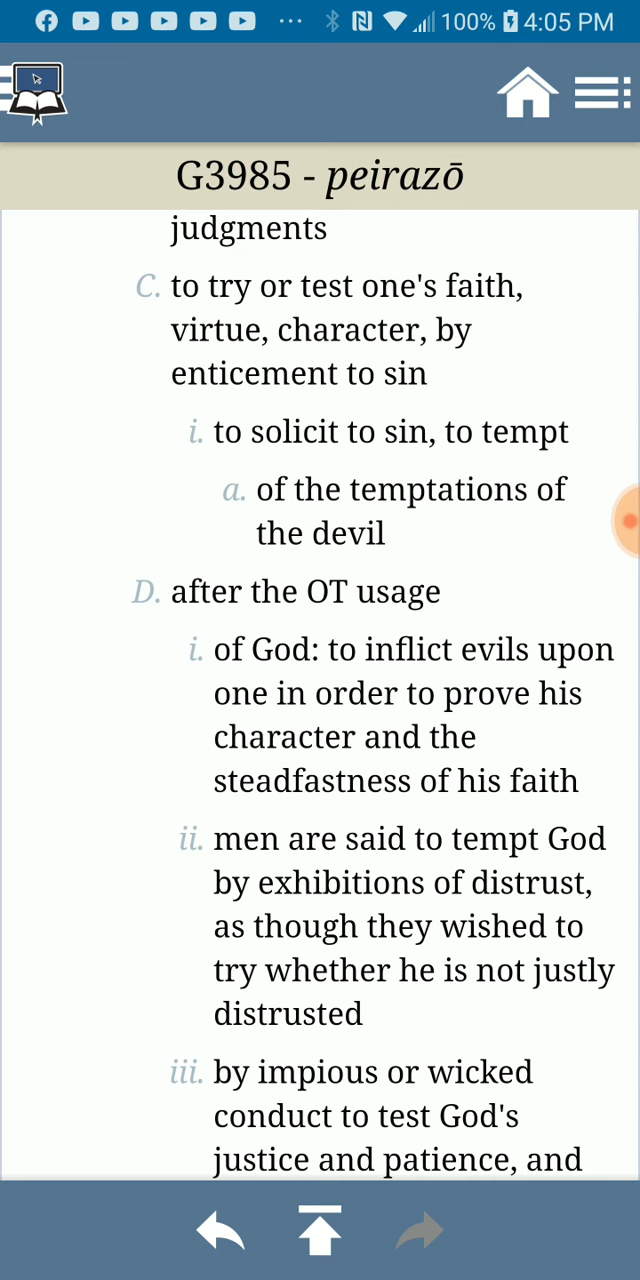 100% 4:05 PM
G3985 - peirazō
judgments
C. to try or test one's faith,
virtue, character, by
enticement to sin
i. to solicit to sin, to tempt
a. of the temptations of
the devil
D. after the OT usage
i. of God: to inflict evils upon
one in order to prove his
character and the
steadfastness of his faith
ii. men are said to tempt God
by exhibitions of distrust,
as though they wished to
try whether he is not justly
distrusted
iii. by impious or wicked
conduct to test God's
justice and patience, and